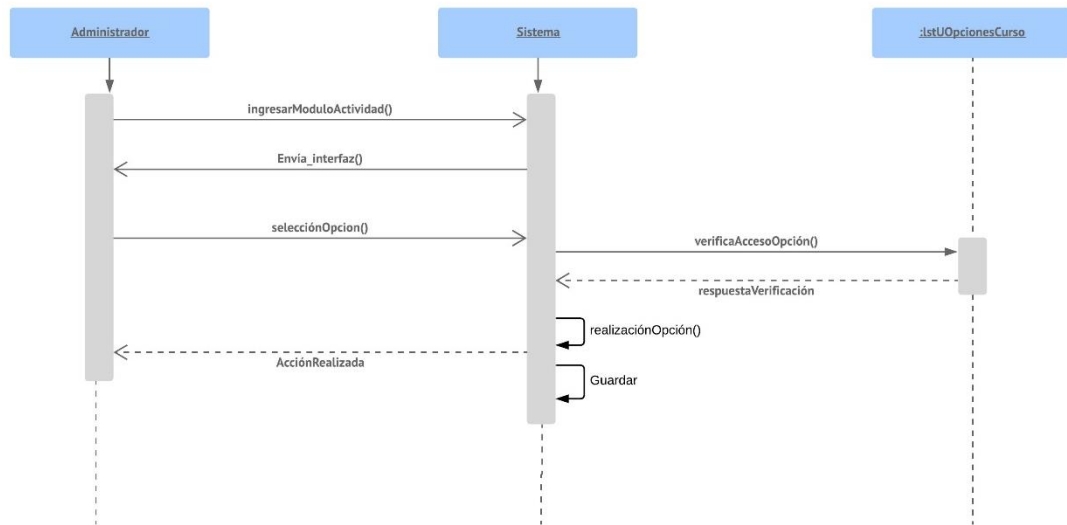 Administrador
Sistema
:lstUOpcionesCurso
ingresarModuloActividad()
Envía_interfaz()
selecciónOpcion()
verificaAccesoOpción()
respuestaVerificación
realizaciónOpción()
AcciónRealizada
Guardar